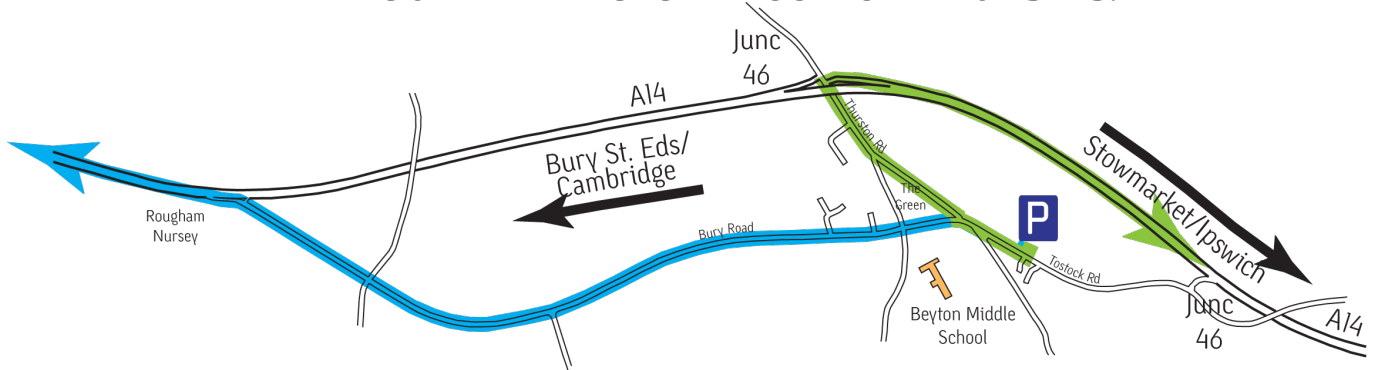 Junc
46
A14
Thurston Rd
Bury St. Eds/
Cambridge
Stowmarket/Ipswich
The
Green
P
Rougham
Nursey
Bury Road
Tostock Rd
Beyton Middle
School
Junc
46
A14